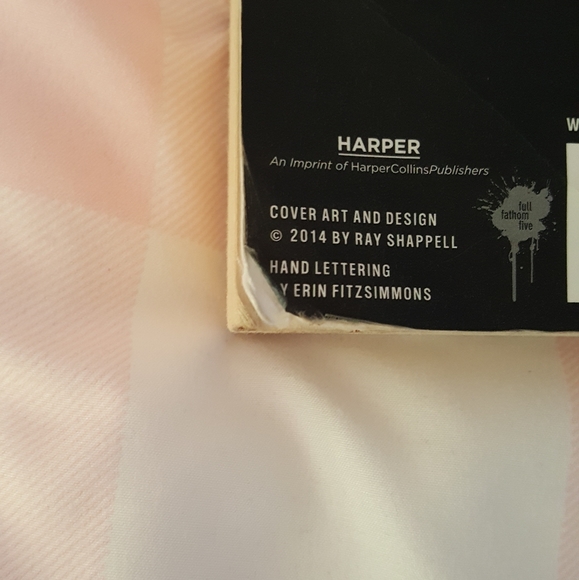 HARPER
An Imprint of HarperCollinsPublishers
COVER ART AND DESIGN
© 2014 BY RAY SHAPPELL
HAND LETTERING
Y ERIN FITZSIMMONS
full
fathom
five
W